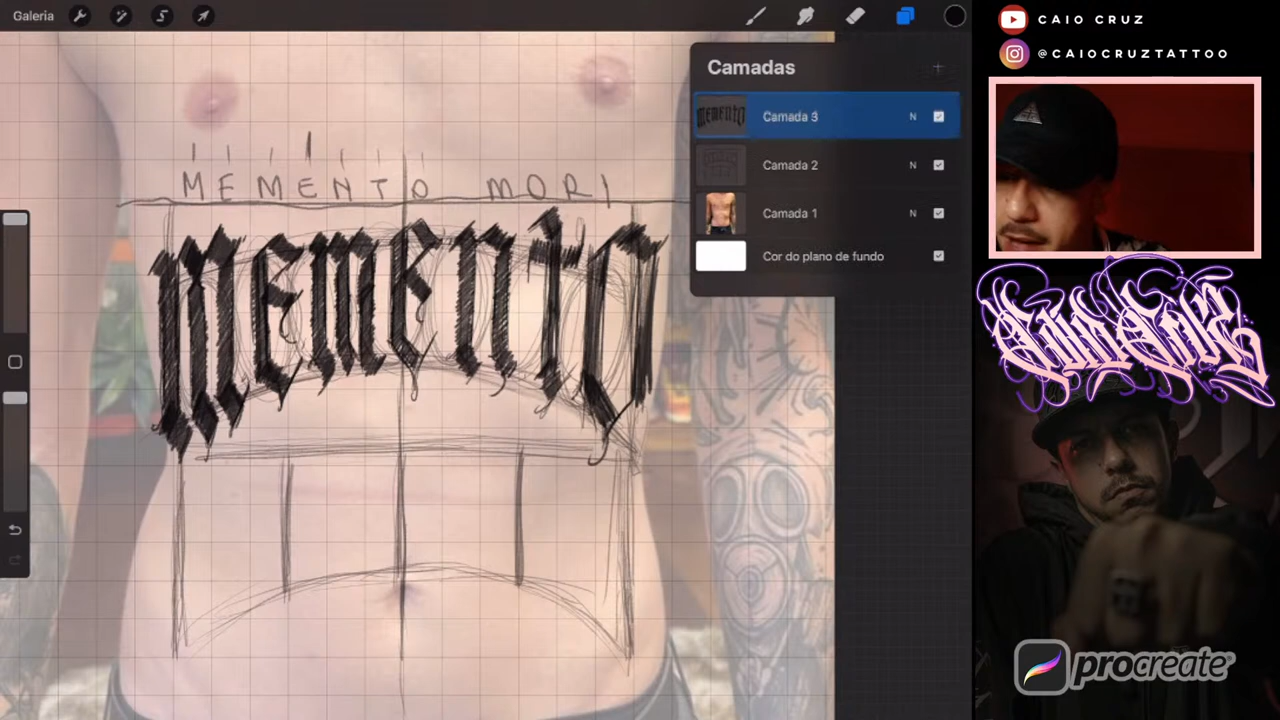 Galeria
CAIO CRUZ
@CAIOCRUZTATTOO
Camadas
Camada 3 N
Camada 2 N
Camada 1 N
Cor do plano de fundo
MEMENTO MORI
MEMENTO
procreate